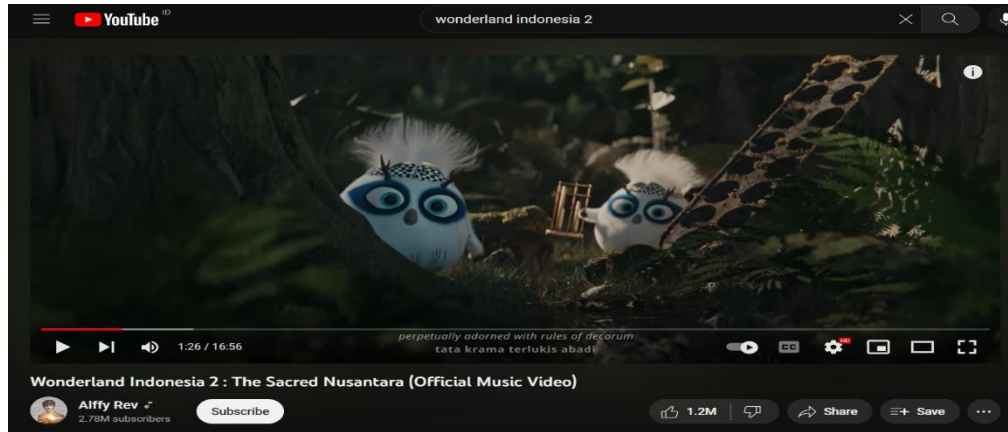 YouTube ID
wonderland indonesia 2
perpetually adorned with rules of decorum
tata krama terlukis abadi
1:26 / 16:56
CC
HD
Wonderland Indonesia 2 : The Sacred Nusantara (Official Music Video)
Alffy Rev
2.78M subscribers
Subscribe
1.2M
Share
Save